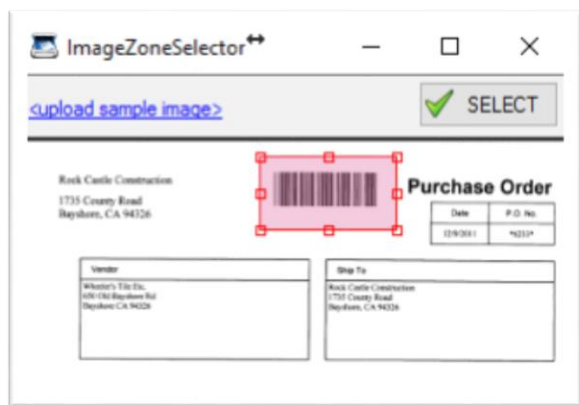 ImageZoneSelector
<upload sample image>
SELECT
Rock Castle Construction
1735 County Road
Bayshore, CA 94326
Purchase Order
Date P.O. No.
12/9/2011 *6233*
Vendor
Wheeler's Tile Etc.
650 Old Bayshore Rd
Bayshore CA 94326
Ship To
Rock Castle Construction
1735 County Road
Bayshore, CA 94326